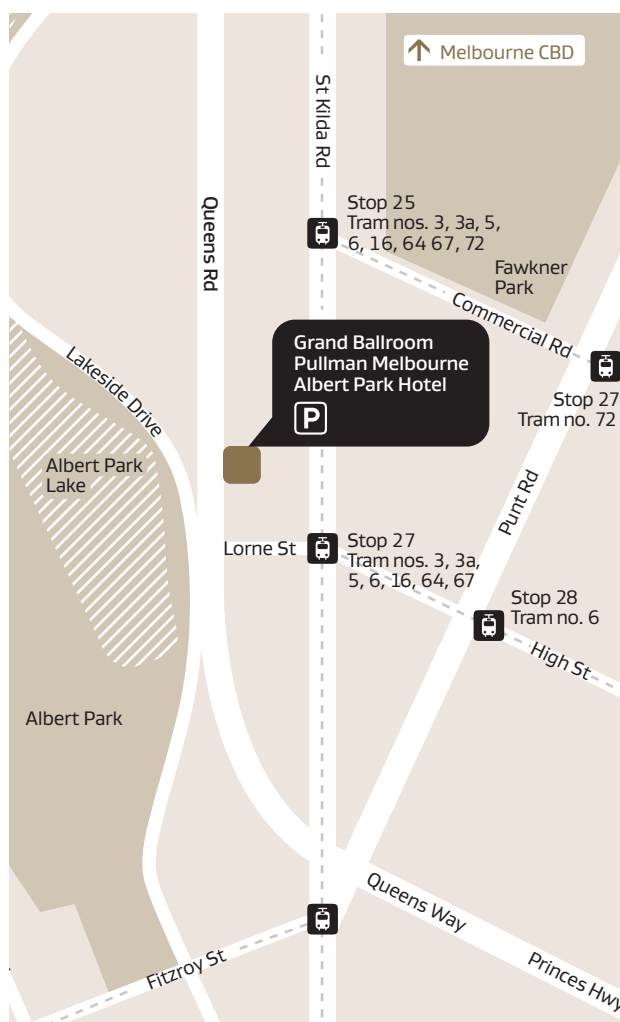 Melbourne CBD
St Kilda Rd
Queens Rd
Stop 25
Tram nos. 3, 3a, 5,
6, 16, 64 67, 72
Fawkner
Park
Commercial Rd
Grand Ballroom
Pullman Melbourne
Albert Park Hotel
P
Stop 27
Tram no. 72
Lakeside Drive
Albert Park
Lake
Punt Rd
Lorne St
Stop 27
Tram nos. 3, 3a,
5, 6, 16, 64, 67
Stop 28
Tram no. 6
High St
Albert Park
Queens Way
Fitzroy St
Princes Hwy